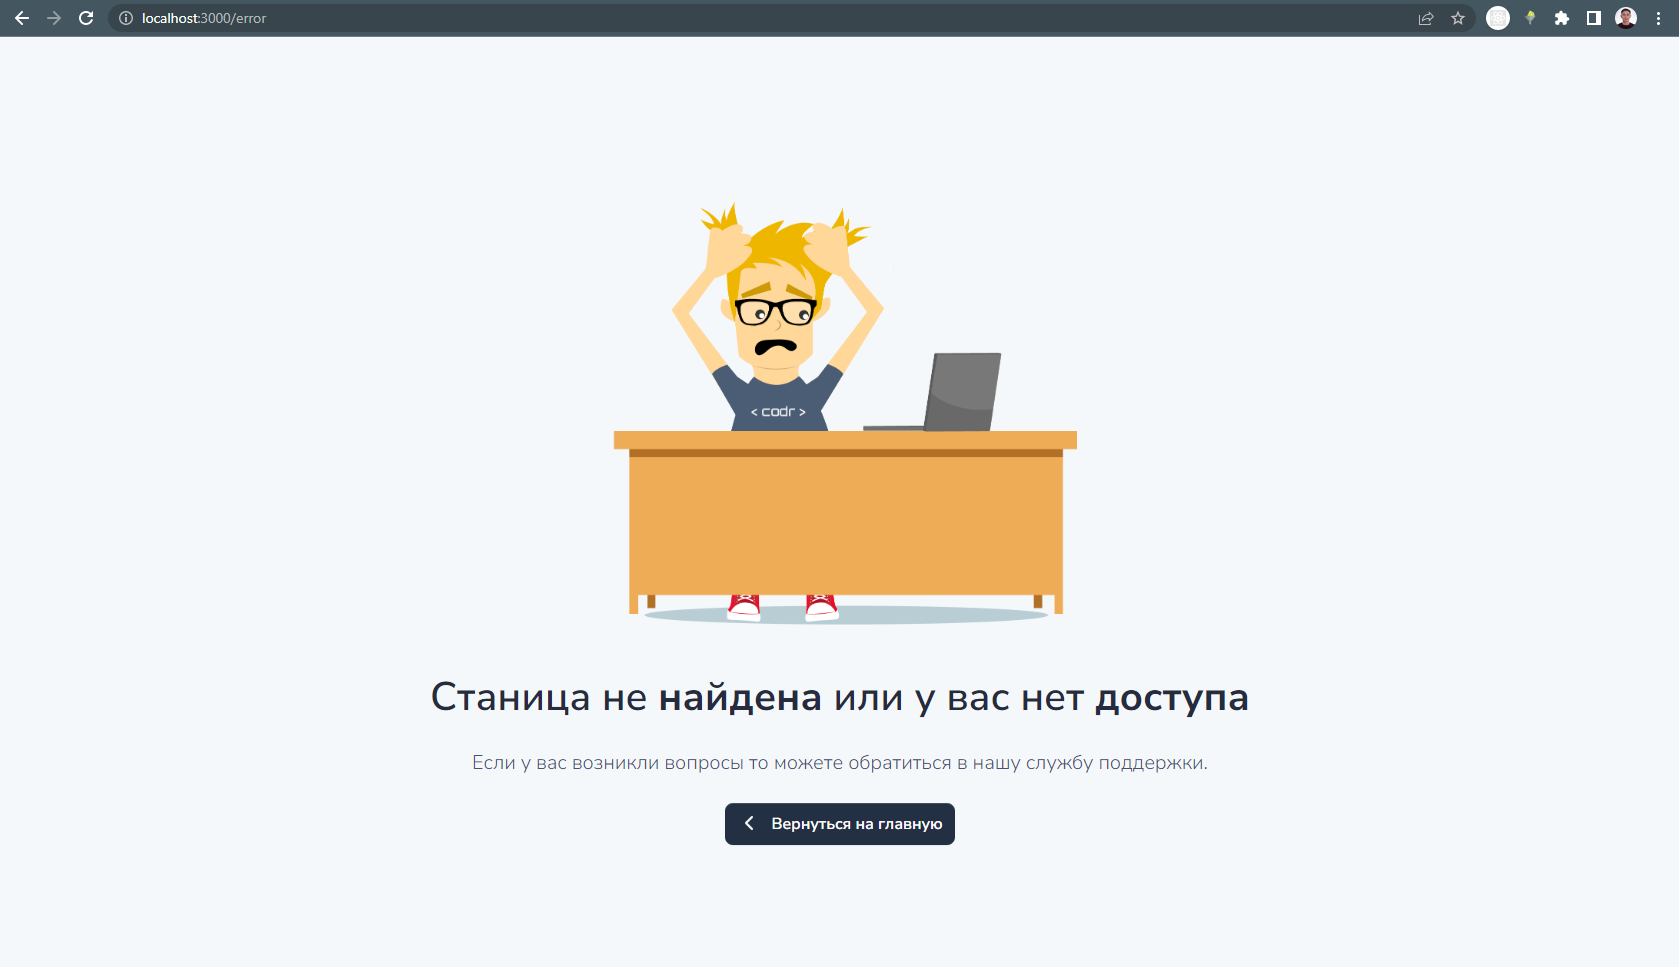 localhost:3000/error
< codr >
Станица не найдена или у вас нет доступа
Если у вас возникли вопросы то можете обратиться в нашу службу поддержки.
Вернуться на главную